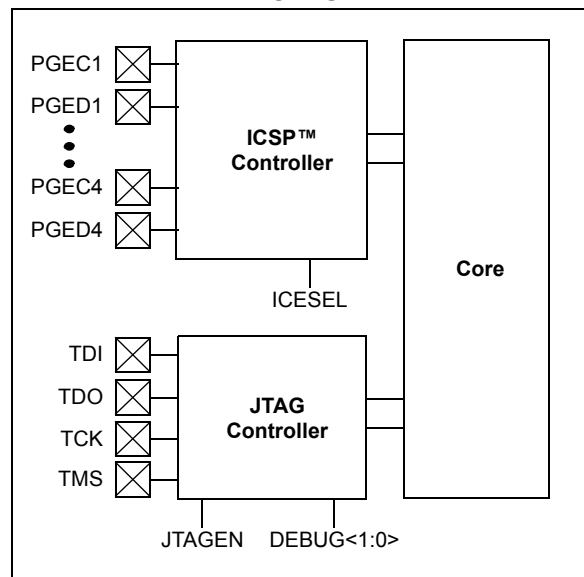 PGEC1
PGED1
ICSP™
Controller
PGEC4
PGED4
Core
ICESEL
TDI
TDO
JTAG
Controller
TCK
TMS
JTAGEN
DEBUG<1:0>